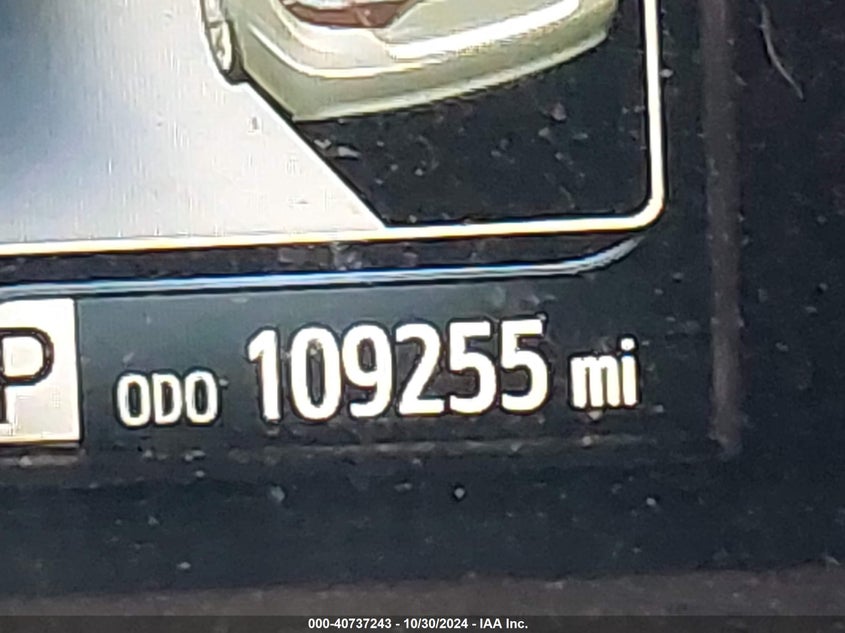 P
ODO 109255 mi
000-40737243 - 10/30/2024 - IAA Inc.